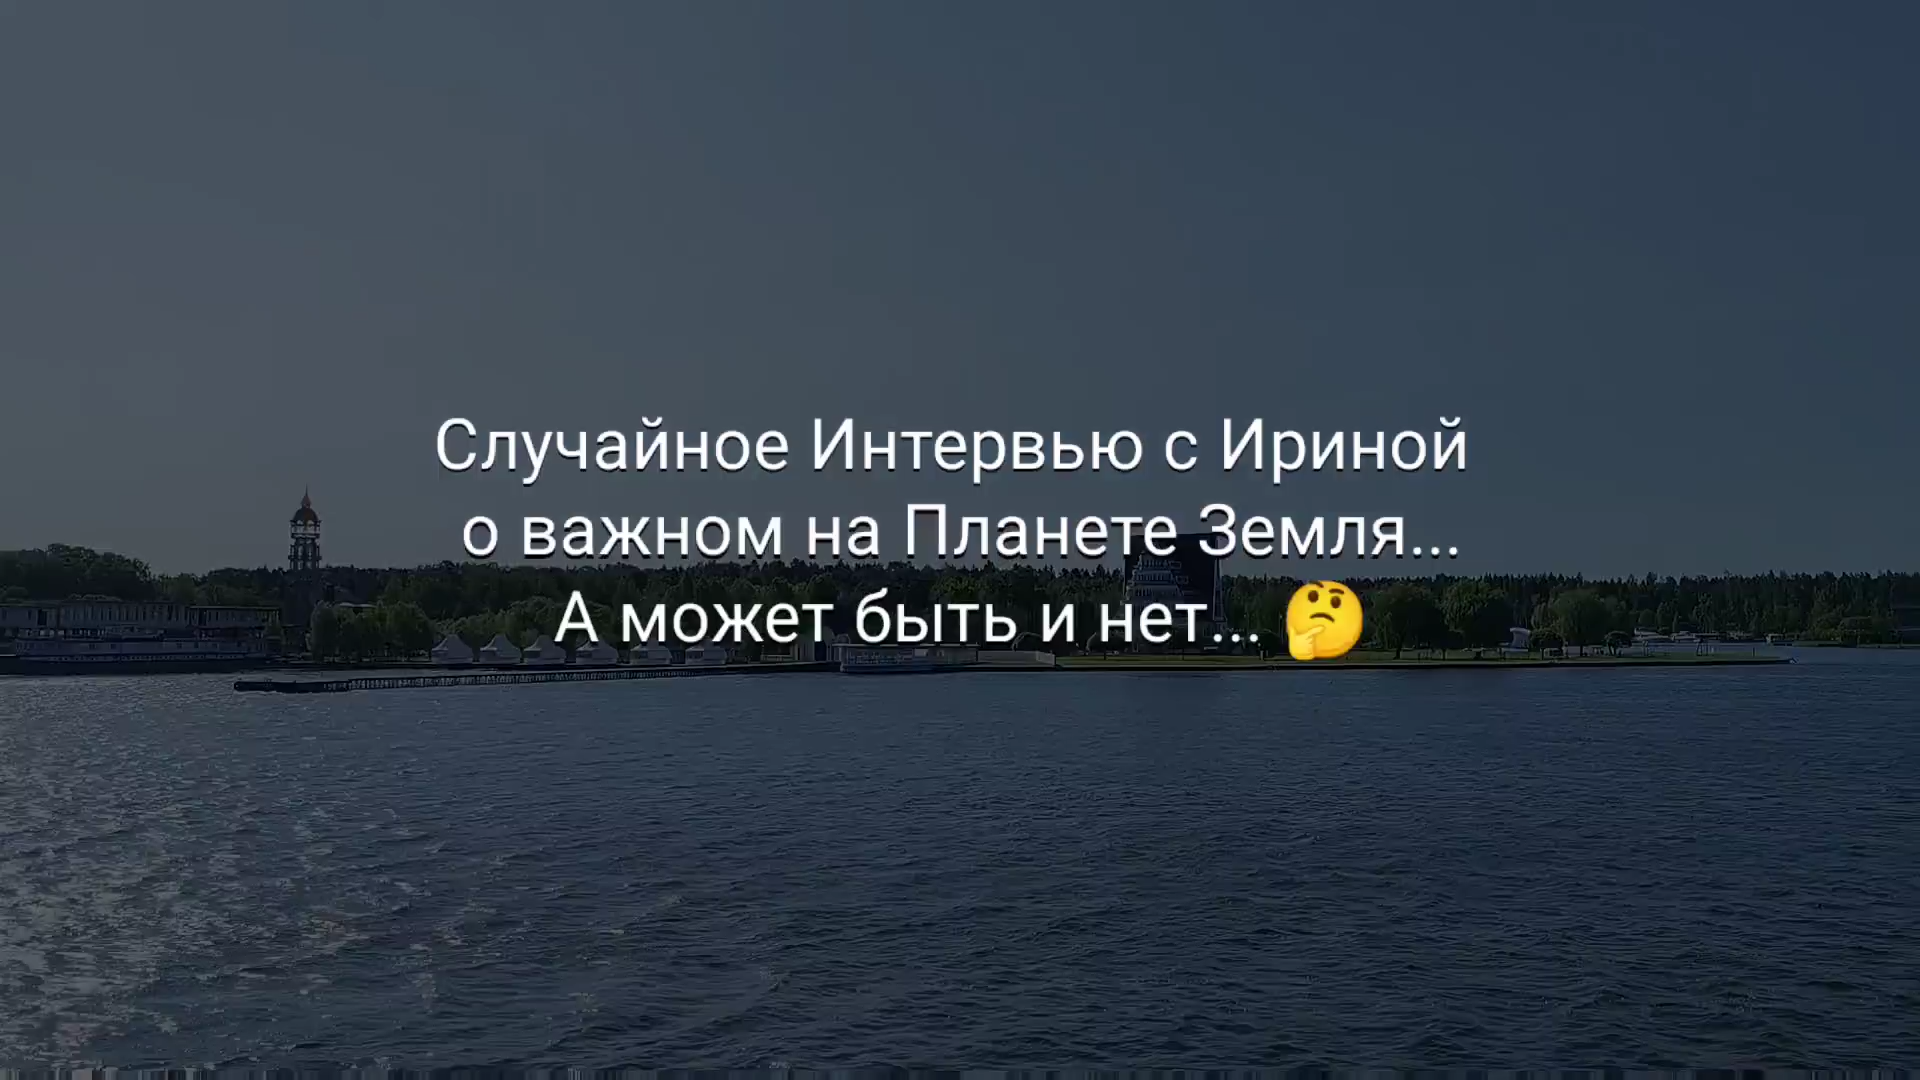 Случайное Интервью с Ириной
о важном на Планете Земля...
А может быть и нет... 🤔